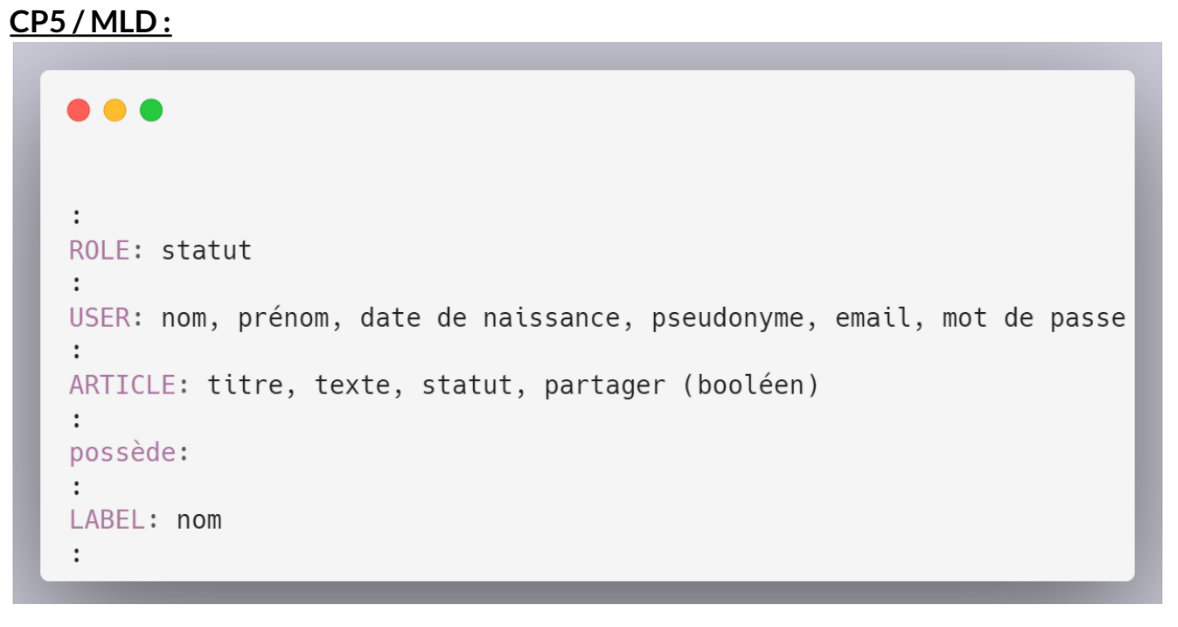 CP5 / MLD :
:
ROLE: statut
:
USER: nom, prénom, date de naissance, pseudonyme, email, mot de passe
:
ARTICLE: titre, texte, statut, partager (booléen)
:
possède:
:
LABEL: nom
: